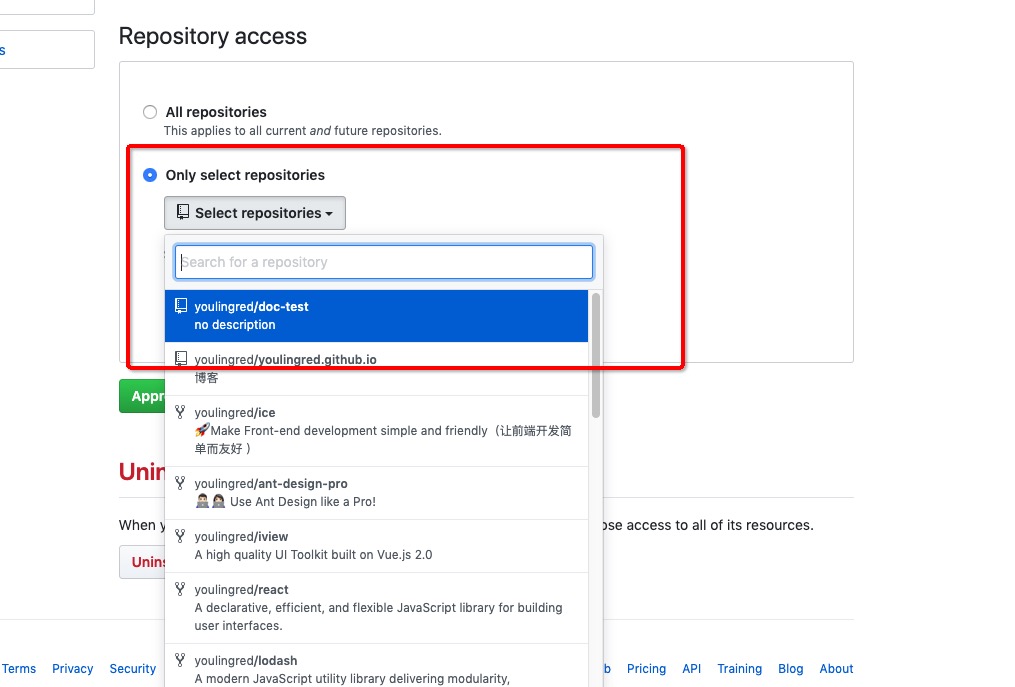 s
Repository access
All repositories
This applies to all current and future repositories.
Only select repositories
Select repositories
Search for a repository
youlingred/doc-test
no description
youlingred/youlingred.github.io
博客
Appr
youlingred/ice
🚀Make Front-end development simple and friendly（让前端开发简
单而友好 ）
Unin
youlingred/ant-design-pro
👨🏻‍💻👩🏻‍💻 Use Ant Design like a Pro!
When y
ose access to all of its resources.
youlingred/iview
A high quality UI Toolkit built on Vue.js 2.0
Unins
youlingred/react
A declarative, efficient, and flexible JavaScript library for building
user interfaces.
youlingred/lodash
A modern JavaScript utility library delivering modularity,
Terms Privacy Security b Pricing API Training Blog About